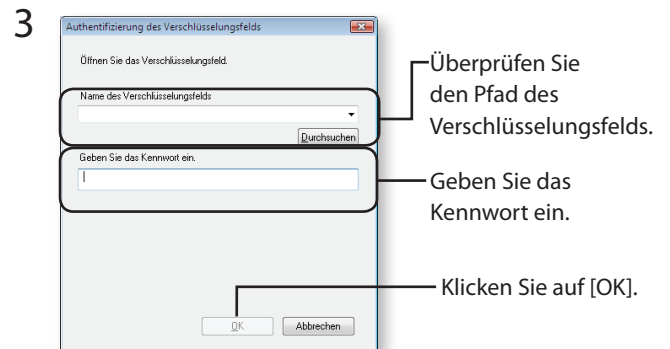 3
Authentifizierung des Verschlüsselungsfelds
Öffnen Sie das Verschlüsselungsfeld.
Name des Verschlüsselungsfelds
Durchsuchen
Geben Sie das Kennwort ein.
OK
Abbrechen
Überprüfen Sie
den Pfad des
Verschlüsselungsfelds.
Geben Sie das
Kennwort ein.
Klicken Sie auf [OK].